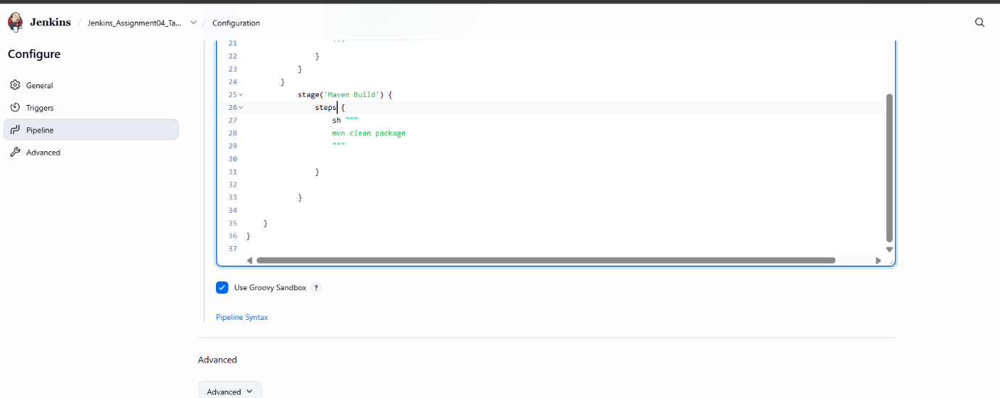 Jenkins / Jenkins_Assignment04_Ta... / Configuration
Configure
General
Triggers
Pipeline
Advanced
21 '''
22 }
23 }
24 }
25 stage('Maven Build') {
26 steps {
27 sh """
28 mvn clean package
29 """
30
31 }
32
33 }
34
35 }
36 }
37
Use Groovy Sandbox ?
Pipeline Syntax
Advanced
Advanced